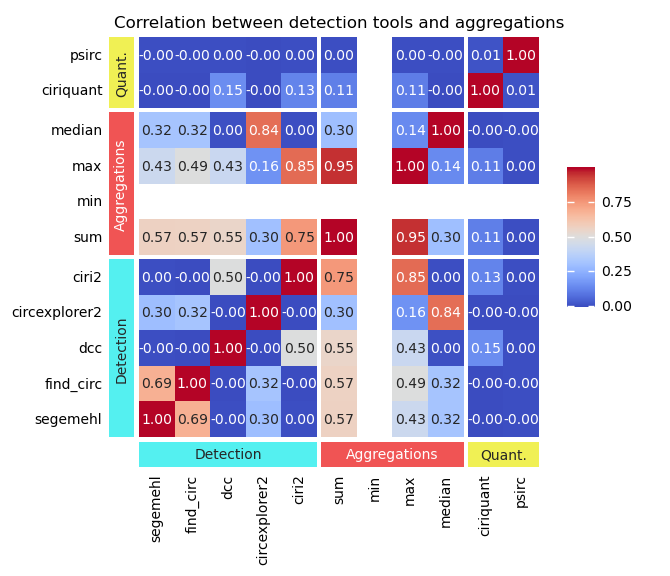 Correlation between detection tools and aggregations
psirc -0.00 -0.00 0.00 -0.00 0.00 0.00 0.00 -0.00 0.01 1.00
ciriquant -0.00 -0.00 0.15 -0.00 0.13 0.11 0.11 -0.00 1.00 0.01
Quant.
median 0.32 0.32 0.00 0.84 0.00 0.30 0.14 1.00 -0.00 -0.00
max 0.43 0.49 0.43 0.16 0.85 0.95 1.00 0.14 0.11 0.00
min
sum 0.57 0.57 0.55 0.30 0.75 1.00 0.95 0.30 0.11 0.00
Aggregations
ciri2 0.00 -0.00 0.50 -0.00 1.00 0.75 0.85 0.00 0.13 0.00
circexplorer2 0.30 0.32 -0.00 1.00 -0.00 0.30 0.16 0.84 -0.00 -0.00
dcc -0.00 -0.00 1.00 -0.00 0.50 0.55 0.43 0.00 0.15 0.00
find_circ 0.69 1.00 -0.00 0.32 -0.00 0.57 0.49 0.32 -0.00 -0.00
segemehl 1.00 0.69 -0.00 0.30 0.00 0.57 0.43 0.32 -0.00 -0.00
Detection
Detection Aggregations Quant.
segemehl find_circ dcc circexplorer2 ciri2 sum min max median ciriquant psirc
0.75
0.50
0.25
0.00